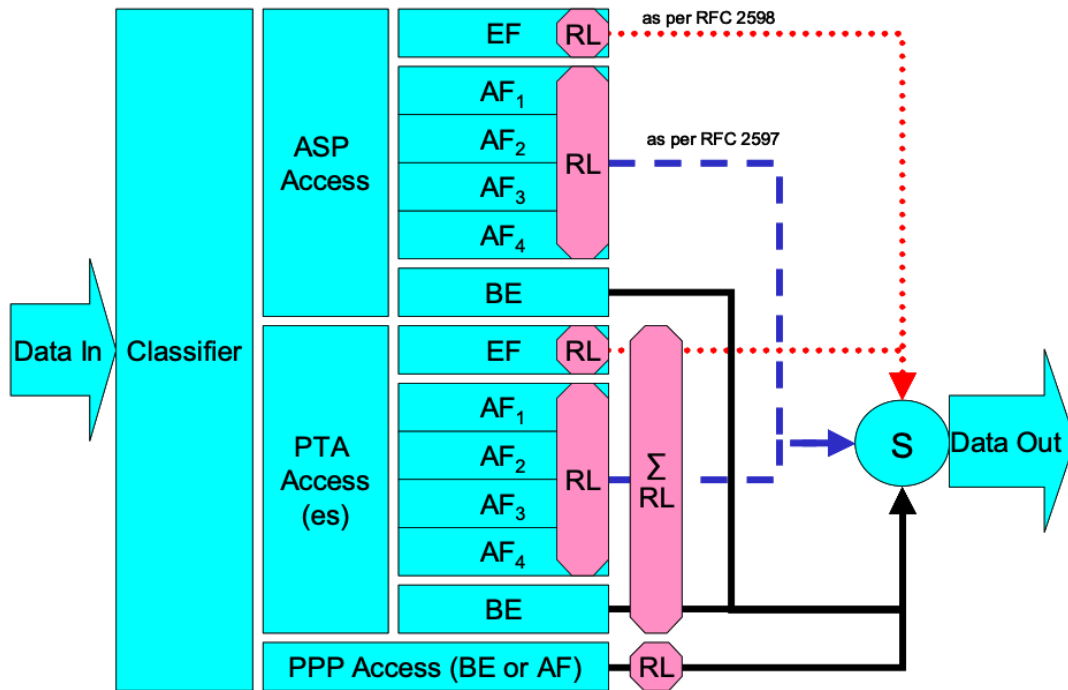 EF
RL
as per RFC 2598
AF1
AF2
AF3
AF4
RL
as per RFC 2597
ASP
Access
BE
Data In
Classifier
EF
RL
AF1
AF2
AF3
AF4
RL
PTA
Access
(es)
Σ
RL
S
Data Out
BE
PPP Access (BE or AF)
RL